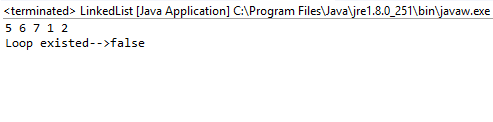 <terminated> LinkedList [Java Application] C:\Program Files\Java\jre1.8.0_251\bin\javaw.exe
5 6 7 1 2
Loop existed-->false